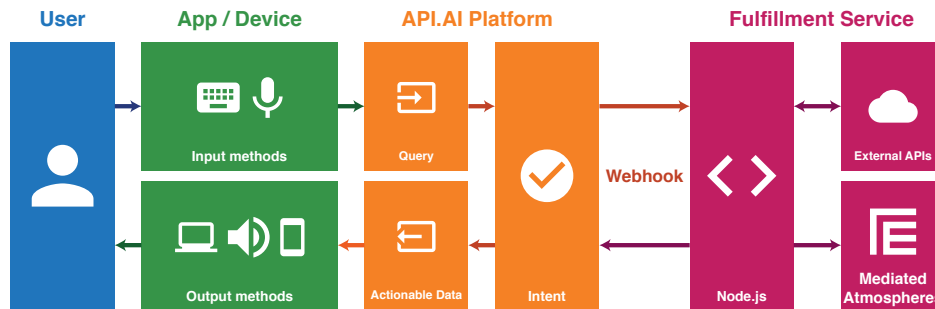 User
App / Device
API.AI Platform
Fulfillment Service
Input methods
Query
External APIs
Webhook
Output methods
Actionable Data
Intent
Node.js
Mediated
Atmospheres